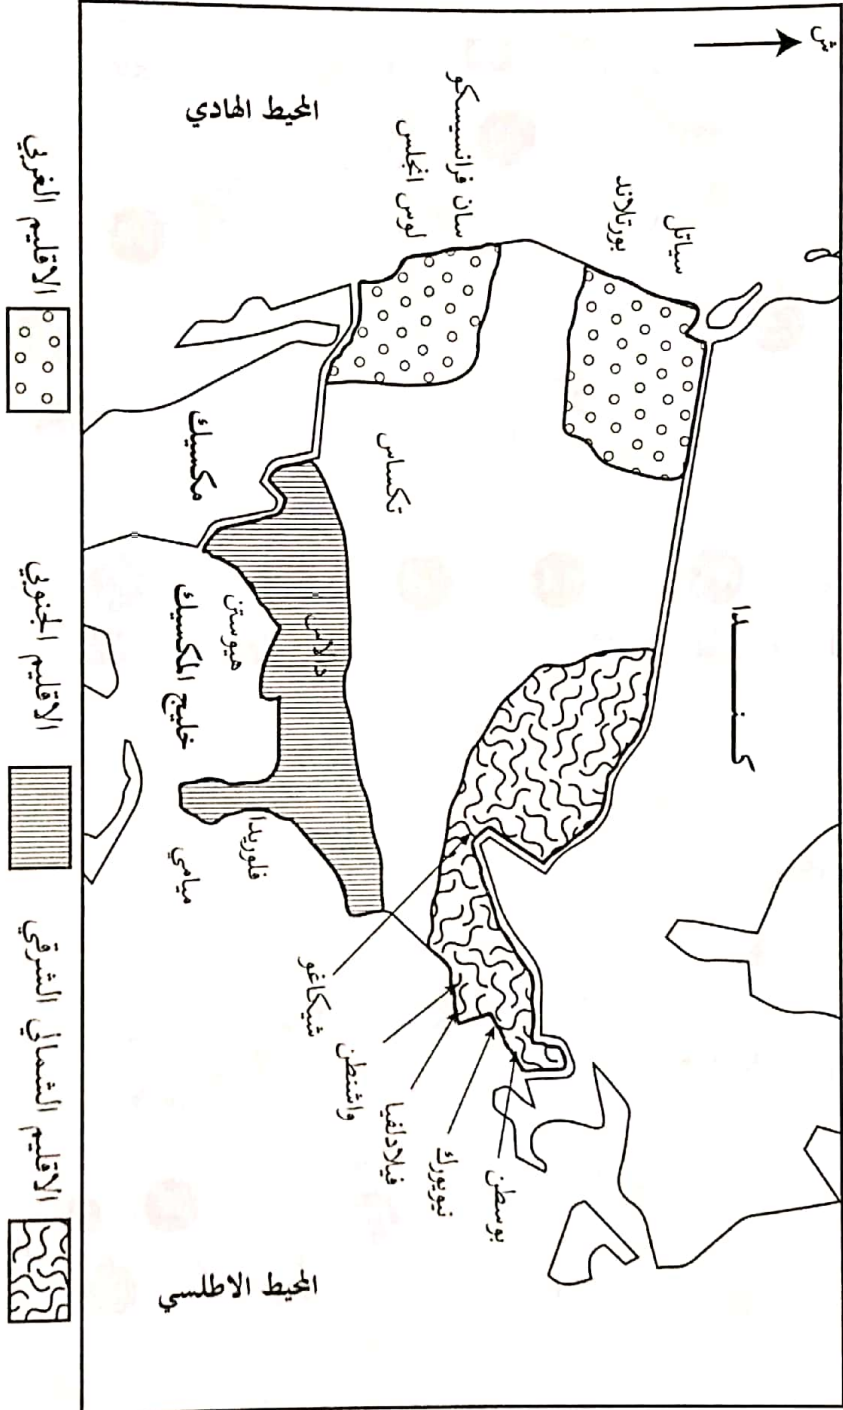 ش
كـنـــدا
سياتل
بورتلاند
سان فرانسيسكو
لوس انجلس
المحيط الهادي
تكساس
مكسيك
دالاس
هيوستن
خليج المكسيك
فلوريدا
ميامي
شيكاغو
واشنطن
فيلادلفيا
نيويورك
بوسطن
المحيط الاطلسي
الاقليم الغربي
الاقليم الجنوبي
الاقليم الشمالي الشرقي